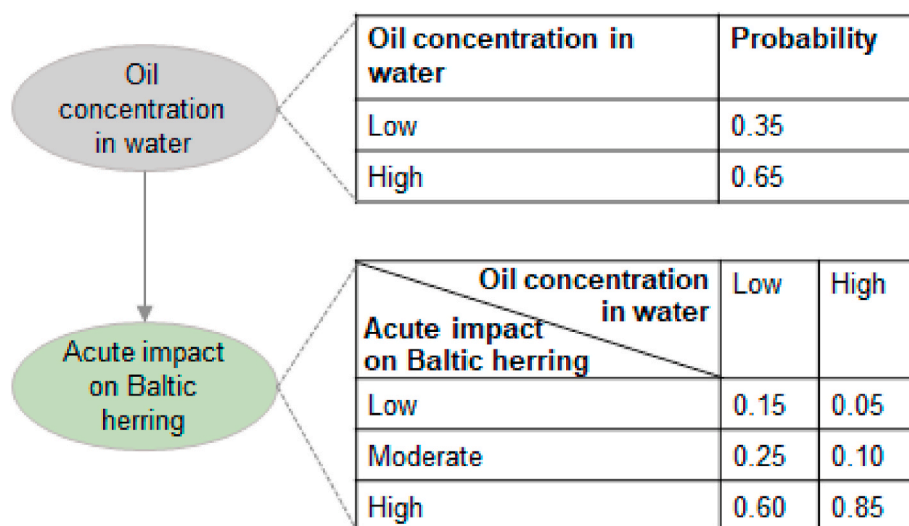 Oil
concentration
in water
Oil concentration in
water
Probability
Low
0.35
High
0.65
Acute impact
on Baltic
herring
Oil concentration
in water
Low
High
Acute impact
on Baltic herring
Low
0.15
0.05
Moderate
0.25
0.10
High
0.60
0.85